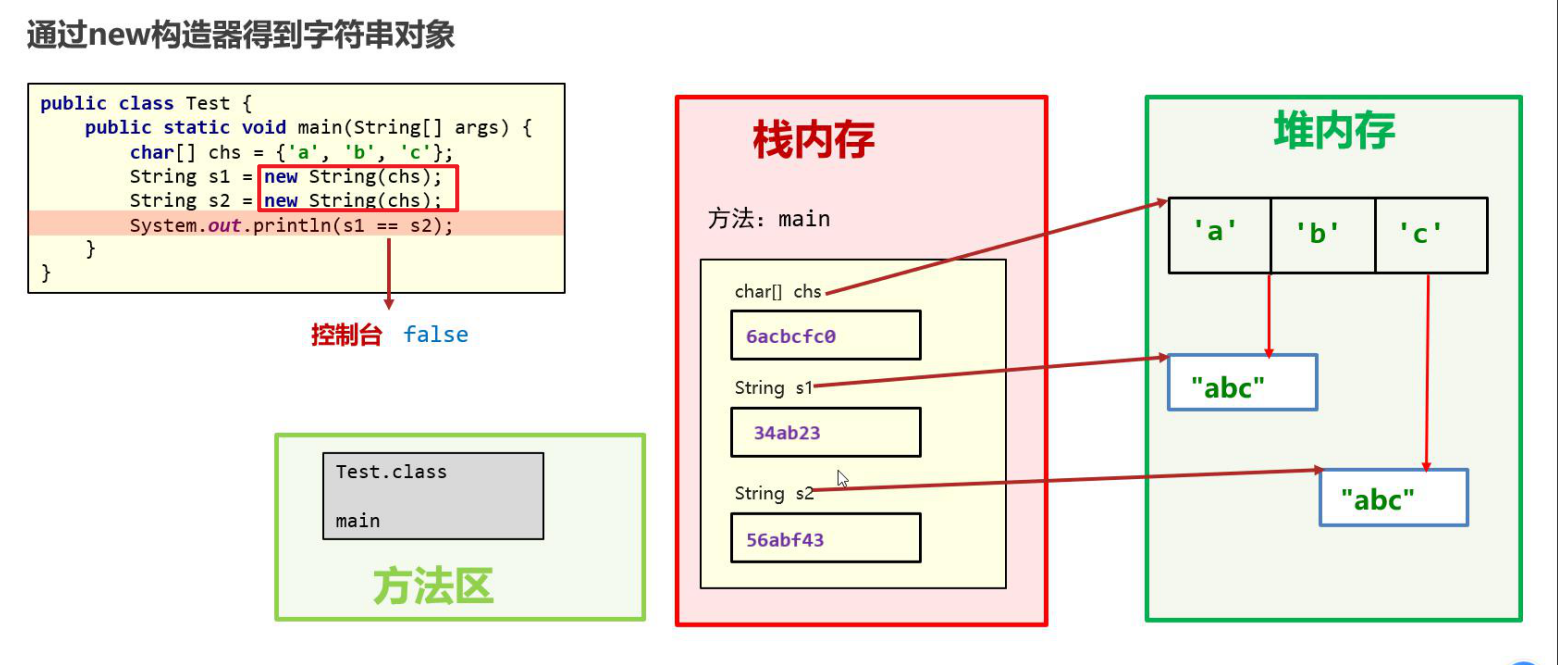 通过new构造器得到字符串对象
public class Test {
public static void main(String[] args) {
char[] chs = {'a', 'b', 'c'};
String s1 = new String(chs);
String s2 = new String(chs);
System.out.println(s1 == s2);
}
}
控制台 false
Test.class
main
方法区
栈内存
方法：main
char[] chs
6acbcfc0
String s1
34ab23
String s2
56abf43
堆内存
'a' 'b' 'c'
"abc"
"abc"